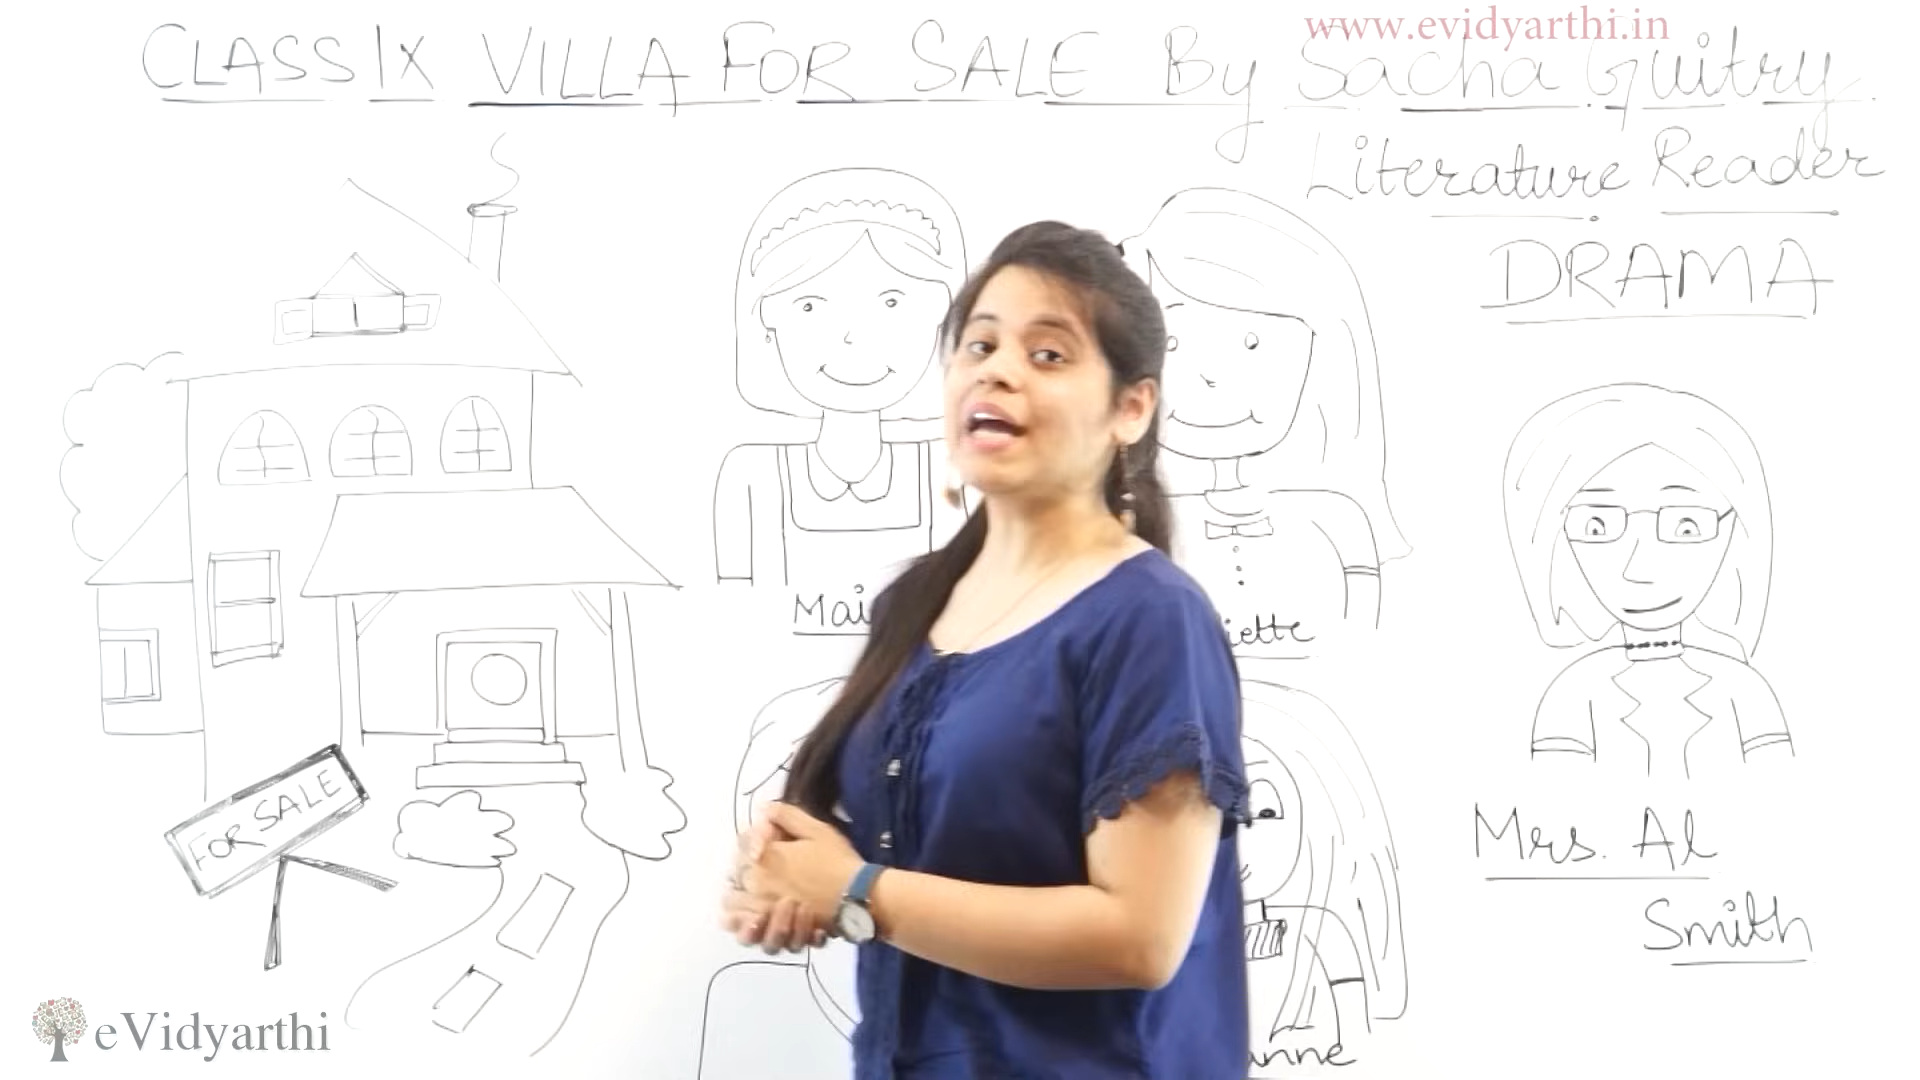 www.evidyarthi.in
CLASS IX VILLA FOR SALE By Sacha Guitry
Literature Reader
DRAMA
FOR SALE
Mrs. Al
Smith
eVidyarthi